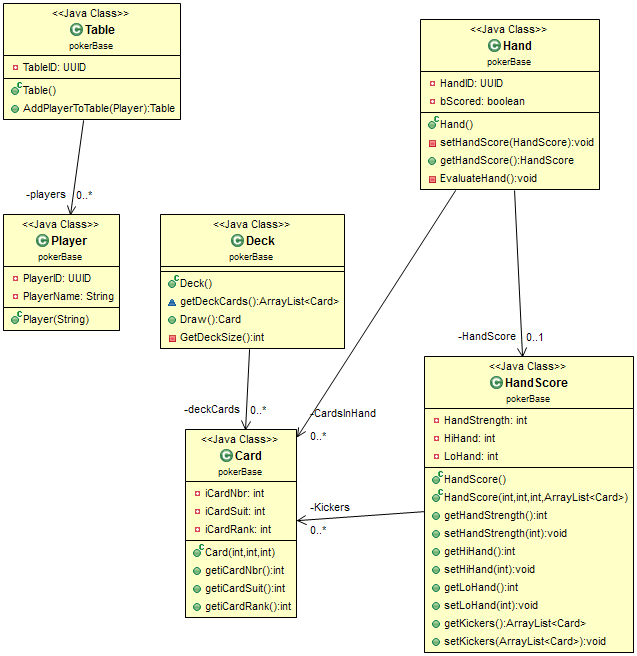 <<Java Class>>
Table
pokerBase
TableID: UUID
Table()
AddPlayerToTable(Player):Table
-players
0..*
<<Java Class>>
Player
pokerBase
PlayerID: UUID
PlayerName: String
Player(String)
<<Java Class>>
Deck
pokerBase
Deck()
getDeckCards():ArrayList<Card>
Draw():Card
GetDeckSize():int
-deckCards
0..*
<<Java Class>>
Hand
pokerBase
HandID: UUID
bScored: boolean
Hand()
setHandScore(HandScore):void
getHandScore():HandScore
EvaluateHand():void
-CardsInHand
0..*
-HandScore
0..1
<<Java Class>>
Card
pokerBase
iCardNbr: int
iCardSuit: int
iCardRank: int
Card(int,int,int)
getiCardNbr():int
getiCardSuit():int
getiCardRank():int
-Kickers
0..*
<<Java Class>>
HandScore
pokerBase
HandStrength: int
HiHand: int
LoHand: int
HandScore()
HandScore(int,int,int,ArrayList<Card>)
getHandStrength():int
setHandStrength(int):void
getHiHand():int
setHiHand(int):void
getLoHand():int
setLoHand(int):void
getKickers():ArrayList<Card>
setKickers(ArrayList<Card>):void